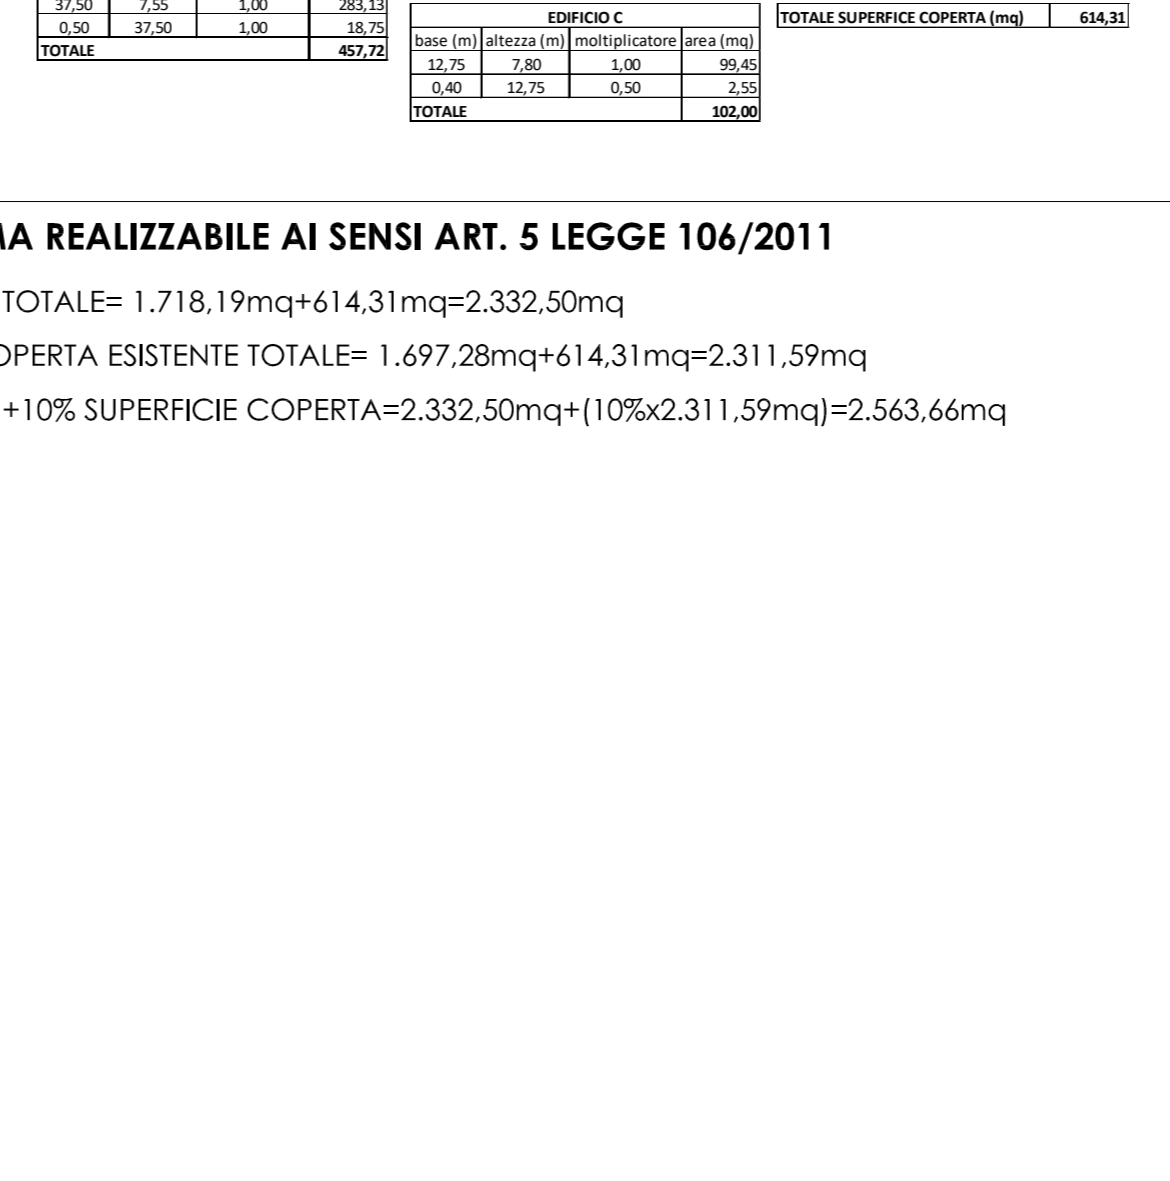 37,50 7,55 1,00 283,13
0,50 37,50 1,00 18,75
TOTALE 457,72
EDIFICIO C
base (m) altezza (m) moltiplicatore area (mq)
12,75 7,80 1,00 99,45
0,40 12,75 0,50 2,55
TOTALE 102,00
TOTALE SUPERFICE COPERTA (mq) 614,31
MA REALIZZABILE AI SENSI ART. 5 LEGGE 106/2011
TOTALE= 1.718,19mq+614,31mq=2.332,50mq
OPERTA ESISTENTE TOTALE= 1.697,28mq+614,31mq=2.311,59mq
+10% SUPERFICIE COPERTA=2.332,50mq+(10%x2.311,59mq)=2.563,66mq